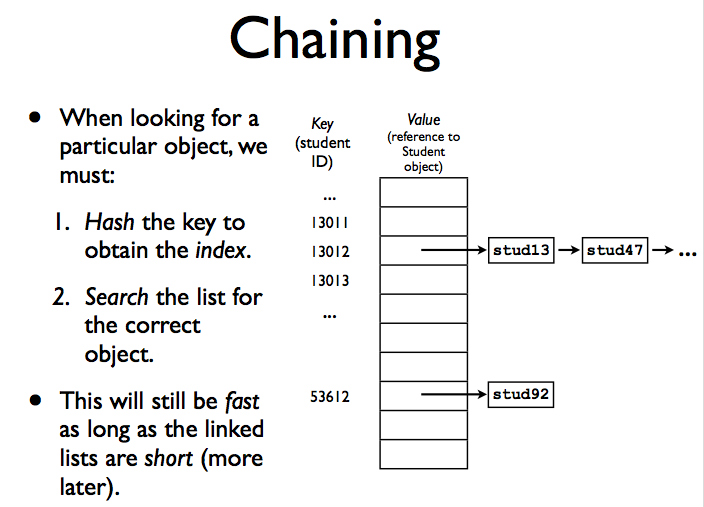 Chaining
• When looking for a
particular object, we
must:
1. Hash the key to
obtain the index.
2. Search the list for
the correct
object.
• This will still be fast
as long as the linked
lists are short (more
later).
Key
(student
ID)
...
13011
13012
13013
...
53612
Value
(reference to
Student
object)
stud13
stud47
...
stud92